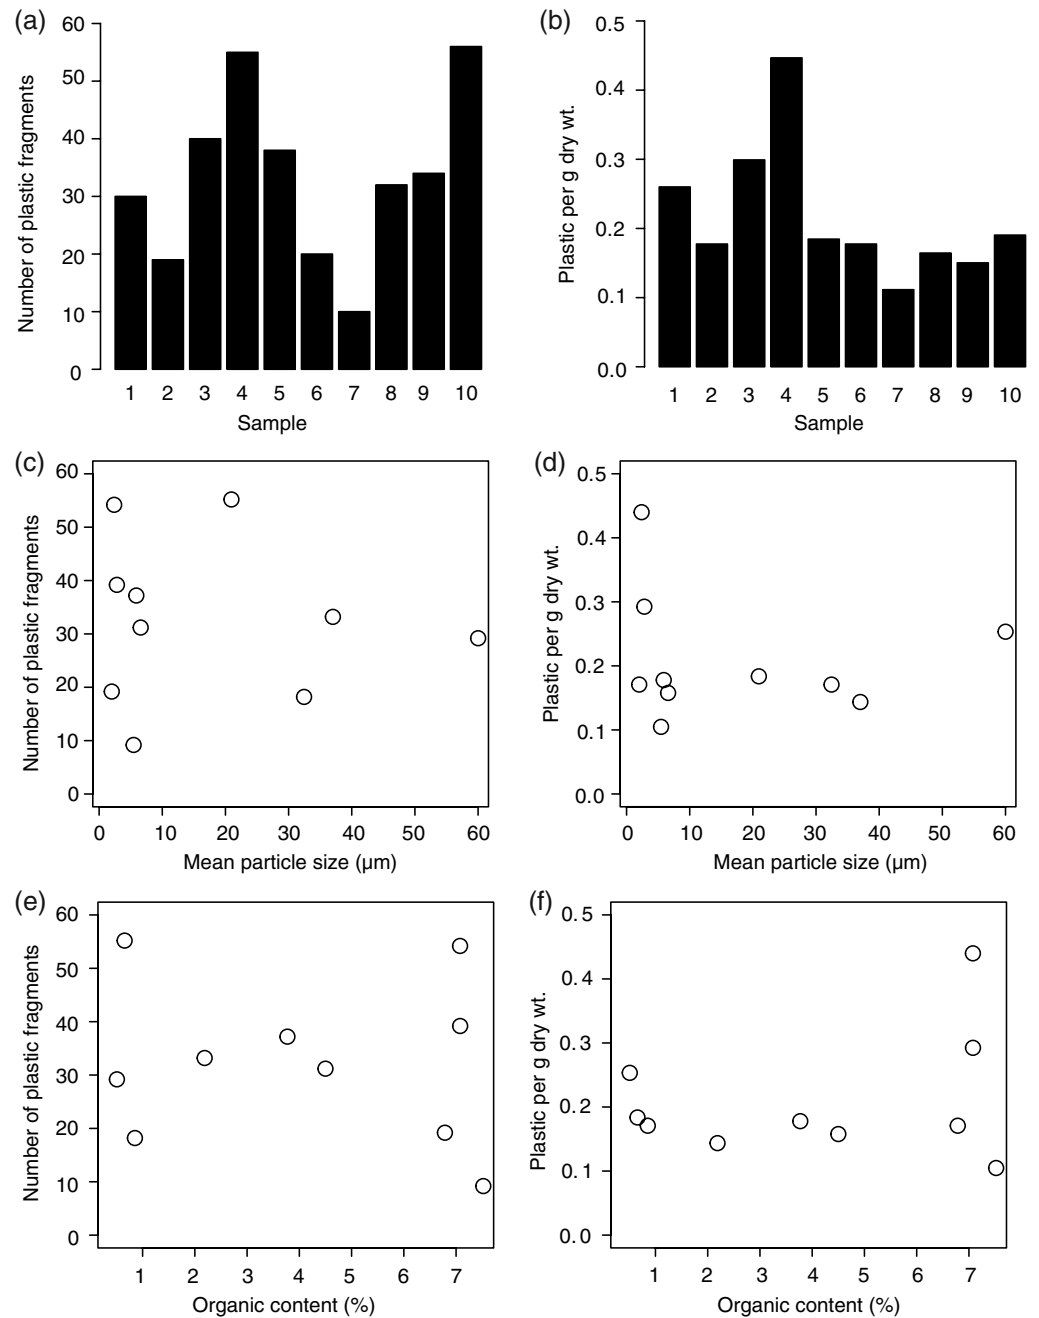 (a)
Number of plastic fragments
60
50
40
30
20
10
0
1 2 3 4 5 6 7 8 9 10
Sample
(b)
Plastic per g dry wt.
0.5
0.4
0.3
0.2
0.1
0.0
1 2 3 4 5 6 7 8 9 10
Sample
(c)
Number of plastic fragments
60
50
40
30
20
10
0
0 10 20 30 40 50 60
Mean particle size (µm)
(d)
Plastic per g dry wt.
0.5
0.4
0.3
0.2
0.1
0.0
0 10 20 30 40 50 60
Mean particle size (µm)
(e)
Number of plastic fragments
60
50
40
30
20
10
0
1 2 3 4 5 6 7
Organic content (%)
(f)
Plastic per g dry wt.
0.5
0.4
0.3
0.2
0.1
0.0
1 2 3 4 5 6 7
Organic content (%)